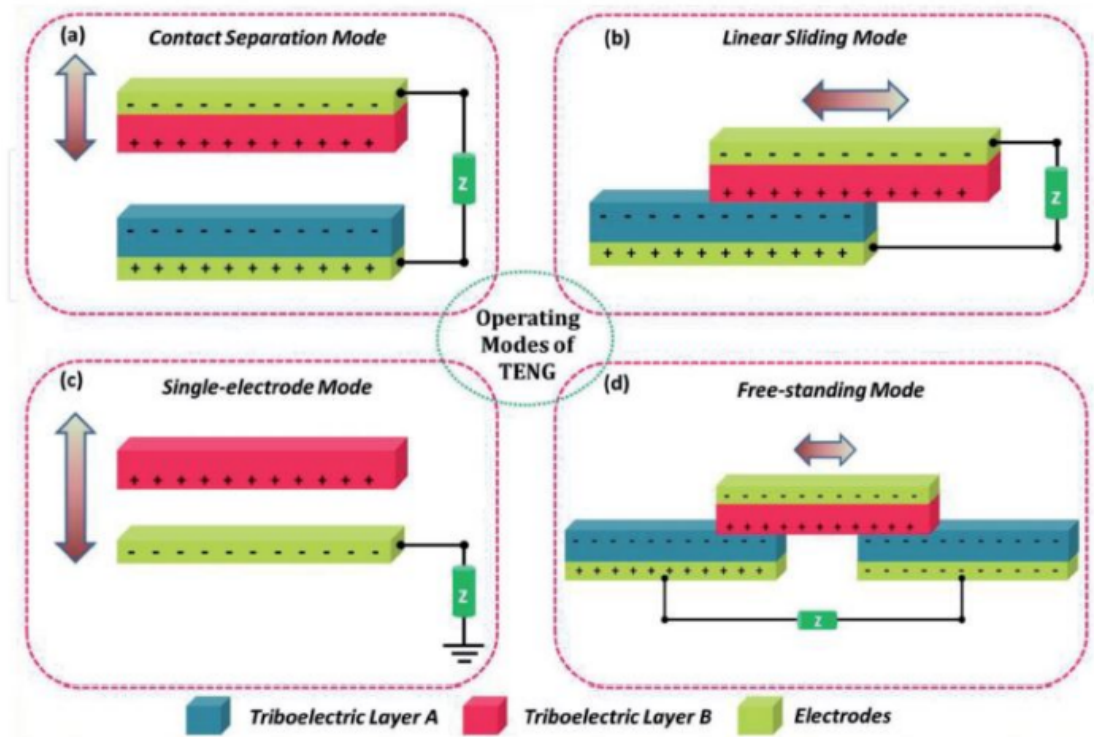 (a)
Contact Separation Mode
- - - - - - - - - - -
+ + + + + + + + + + +
Z
- - - - - - - - - - -
+ + + + + + + + + + +
(b)
Linear Sliding Mode
- - - - - - - - - - -
+ + + + + + + + + + +
Z
- - - - - - - - - - -
+ + + + + + + + + + +
Operating
Modes of
TENG
(c)
Single-electrode Mode
+ + + + + + + + + + +
- - - - - - - - - - -
Z
(d)
Free-standing Mode
- - - - - - - - - - -
+ + + + + + + + + + +
- - - - - - - - - - -
- - - - - - - - - - -
+ + + + + + + + + + +
- - - - - - - - - - -
Z
Triboelectric Layer A
Triboelectric Layer B
Electrodes